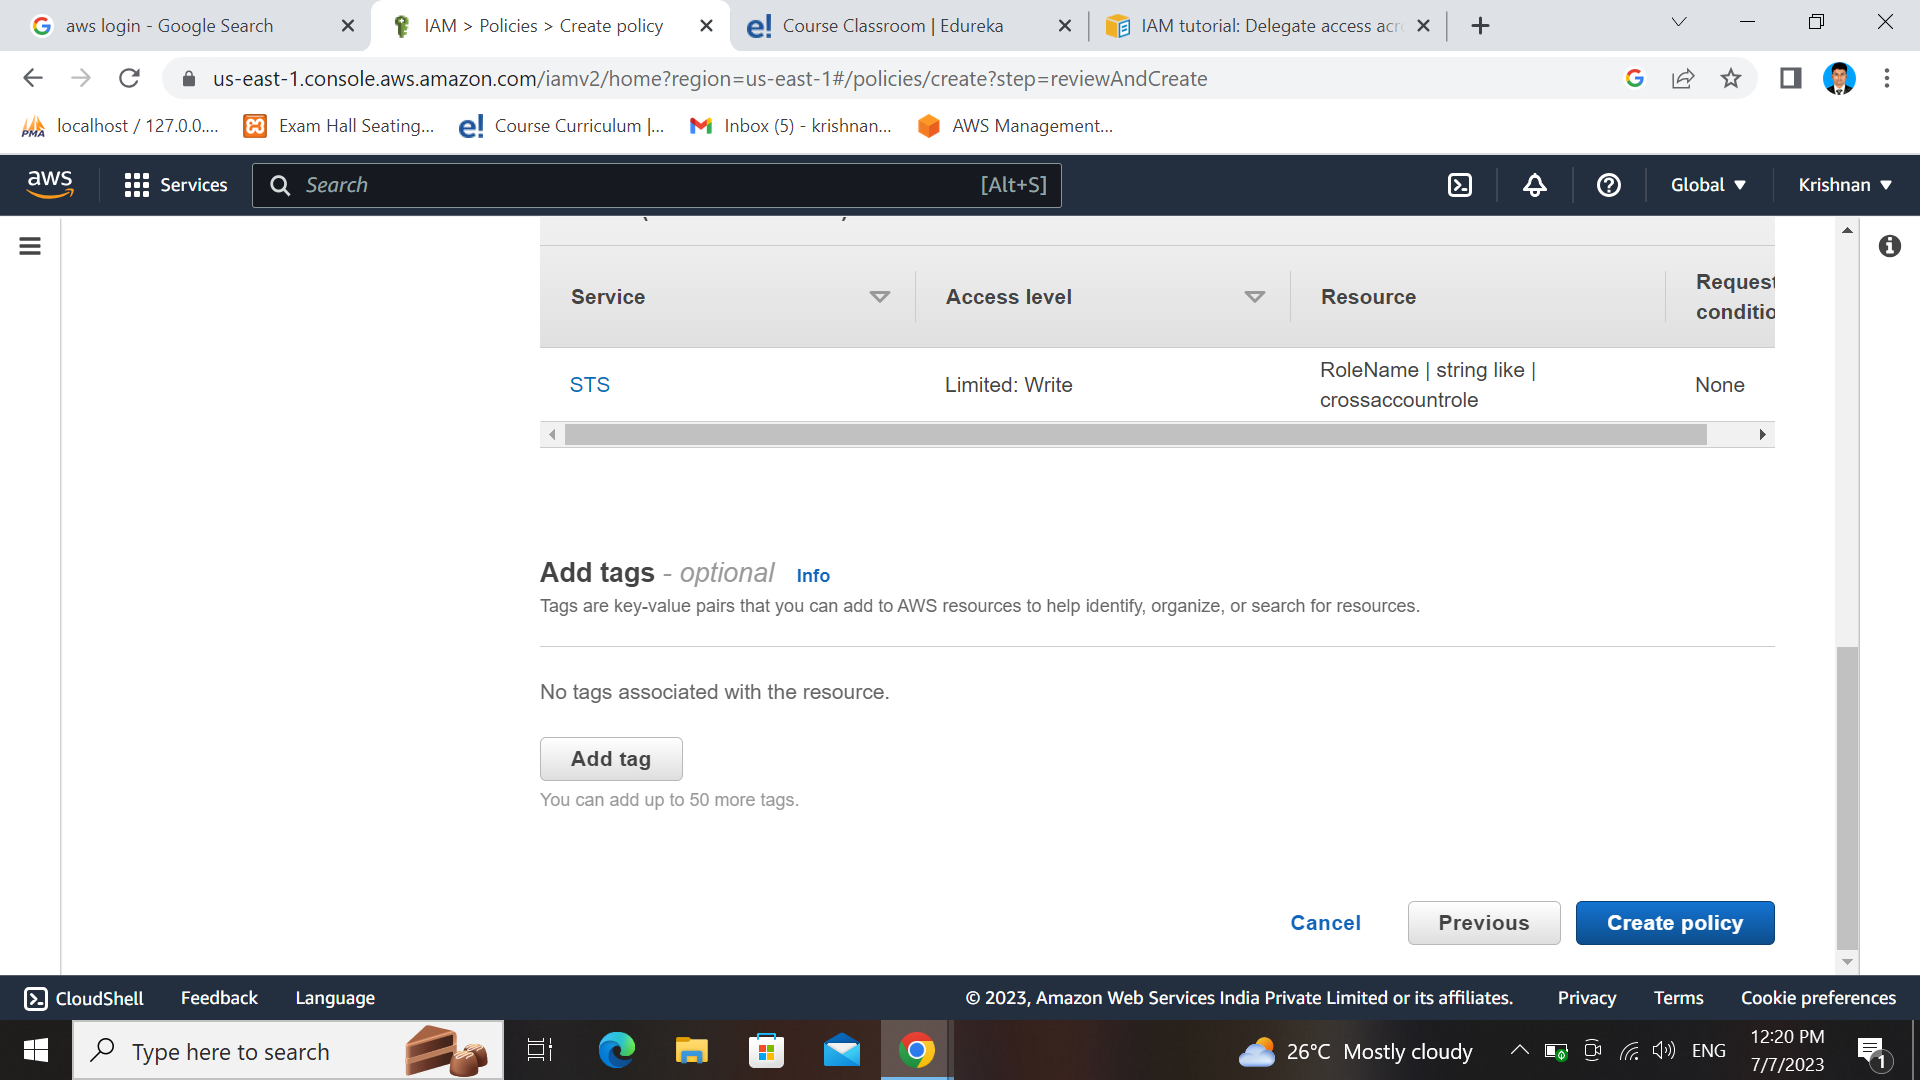 aws login - Google Search
IAM > Policies > Create policy
e! Course Classroom | Edureka
IAM tutorial: Delegate access acr
us-east-1.console.aws.amazon.com/iamv2/home?region=us-east-1#/policies/create?step=reviewAndCreate
PMA localhost / 127.0.0....
Exam Hall Seating...
e! Course Curriculum |...
Inbox (5) - krishnan...
AWS Management...
aws
Services
Search
[Alt+S]
Global
Krishnan
Service
Access level
Resource
Request
conditio
STS
Limited: Write
RoleName | string like |
crossaccountrole
None
Add tags - optional Info
Tags are key-value pairs that you can add to AWS resources to help identify, organize, or search for resources.
No tags associated with the resource.
Add tag
You can add up to 50 more tags.
Cancel
Previous
Create policy
CloudShell
Feedback
Language
© 2023, Amazon Web Services India Private Limited or its affiliates.
Privacy
Terms
Cookie preferences
Type here to search
26°C Mostly cloudy
ENG
12:20 PM
7/7/2023
1